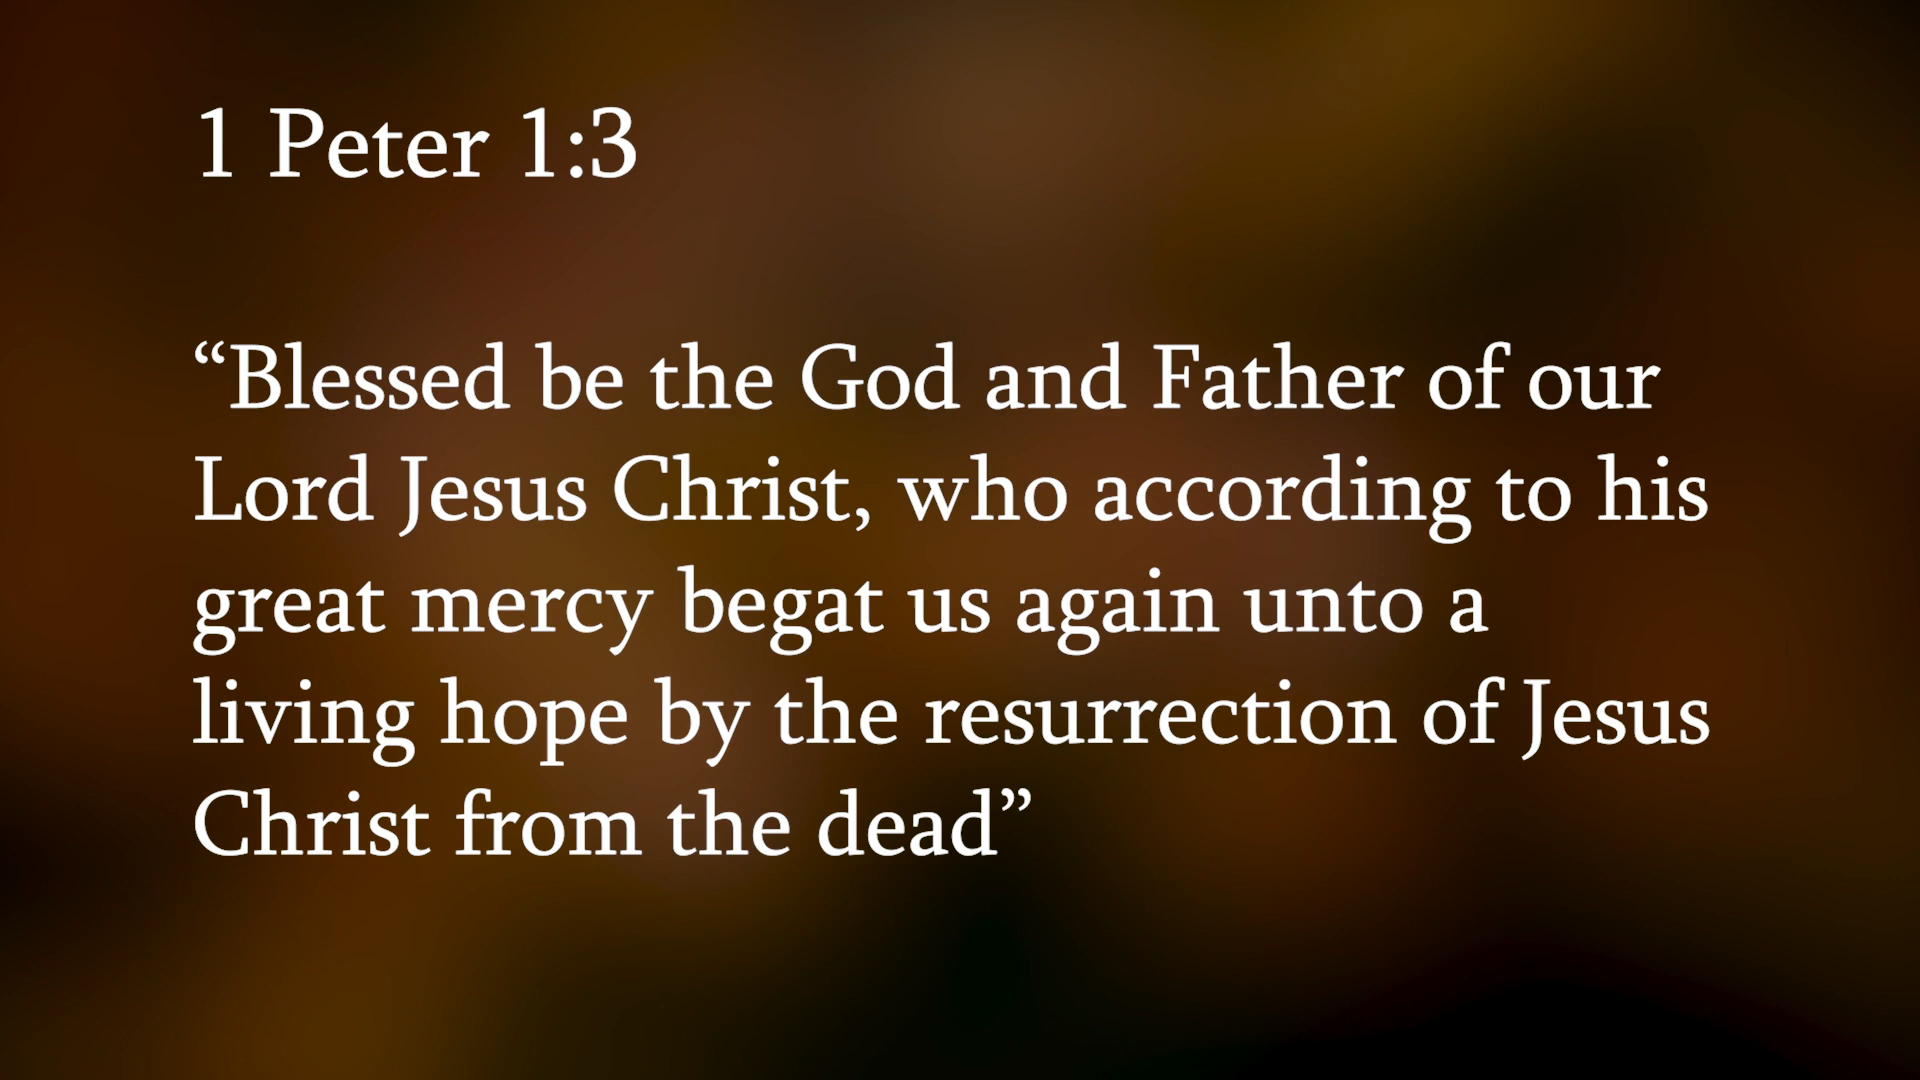 1 Peter 1:3
“Blessed be the God and Father of our
Lord Jesus Christ, who according to his
great mercy begat us again unto a
living hope by the resurrection of Jesus
Christ from the dead”